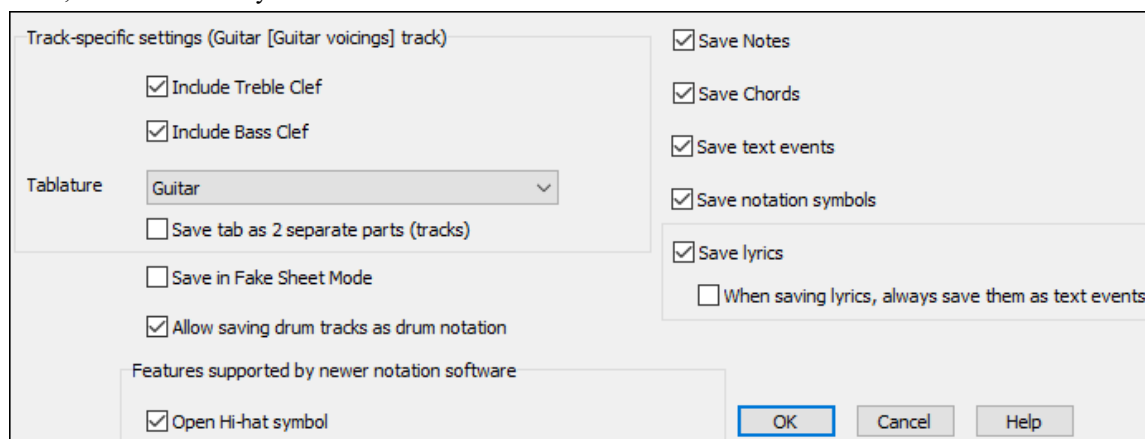 Track-specific settings (Guitar [Guitar voicings] track)
Include Treble Clef
Include Bass Clef
Tablature
Guitar
Save tab as 2 separate parts (tracks)
Save in Fake Sheet Mode
Allow saving drum tracks as drum notation
Features supported by newer notation software
Open Hi-hat symbol
Save Notes
Save Chords
Save text events
Save notation symbols
Save lyrics
When saving lyrics, always save them as text events
OK
Cancel
Help